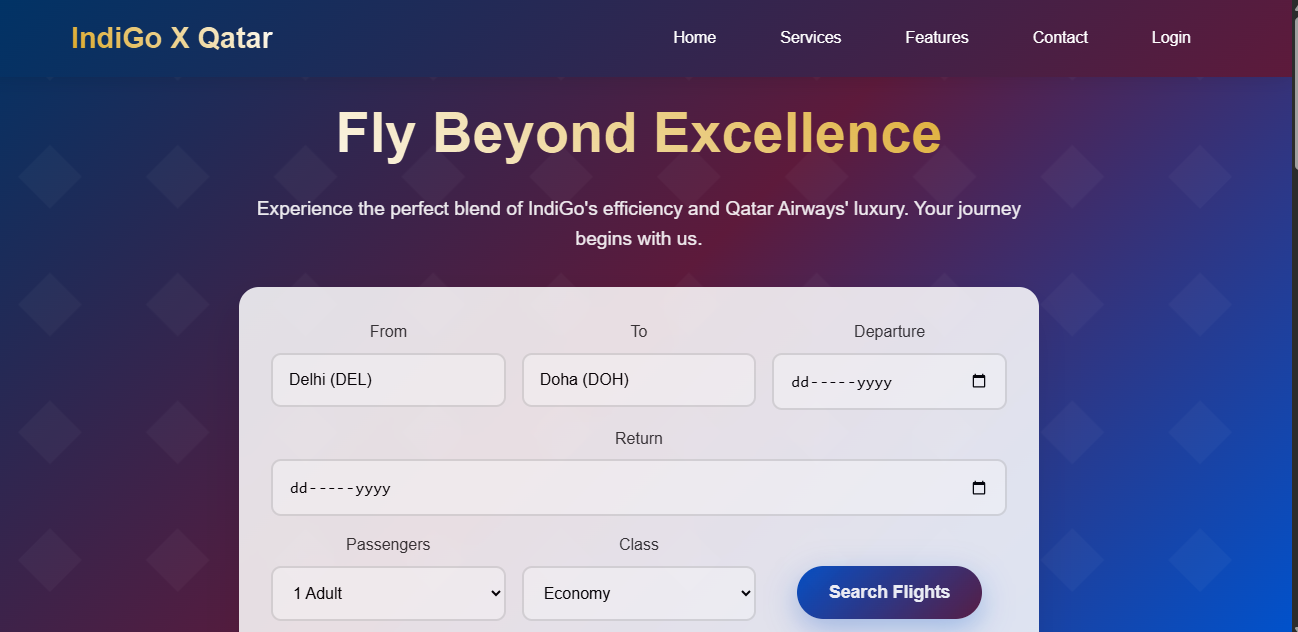 IndiGo X Qatar
Home Services Features Contact Login
Fly Beyond Excellence
Experience the perfect blend of IndiGo's efficiency and Qatar Airways' luxury. Your journey
begins with us.
From To Departure
Delhi (DEL) Doha (DOH) dd-----yyyy
Return
dd-----yyyy
Passengers Class
1 Adult Economy Search Flights